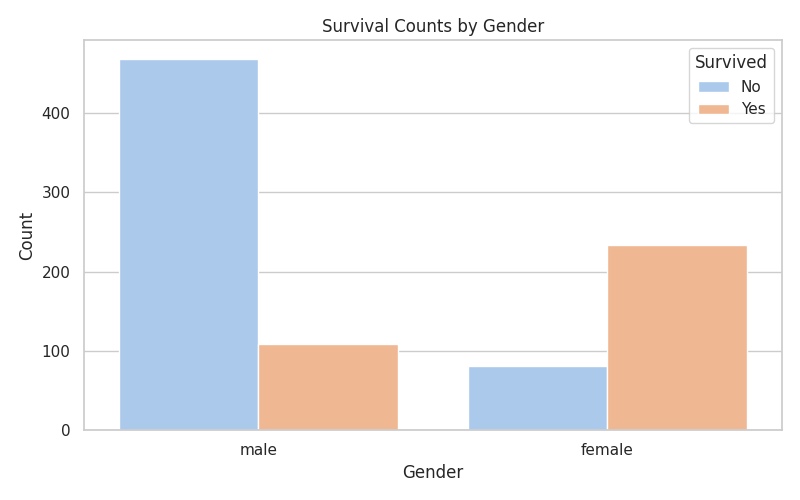 Survival Counts by Gender
Survived
No
Yes
Count
400
300
200
100
0
male
female
Gender